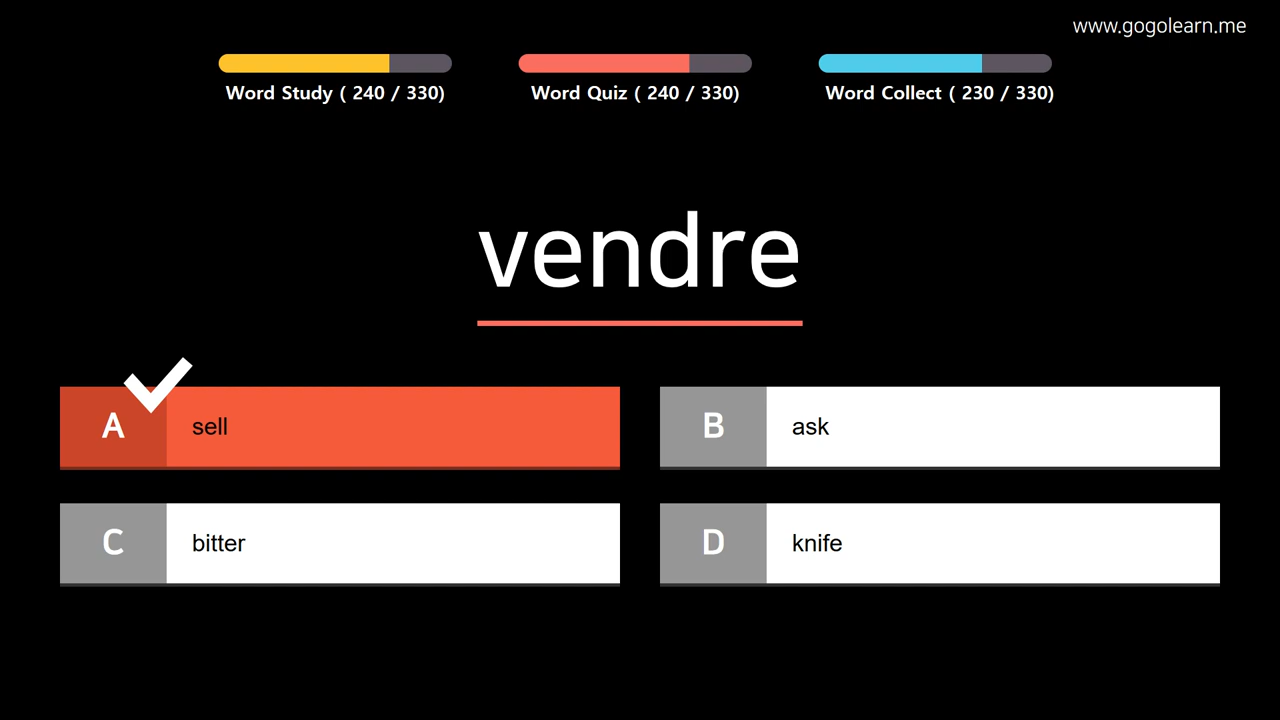 www.gogolearn.me
Word Study ( 240 / 330)
Word Quiz ( 240 / 330)
Word Collect ( 230 / 330)
vendre
A sell
B ask
C bitter
D knife